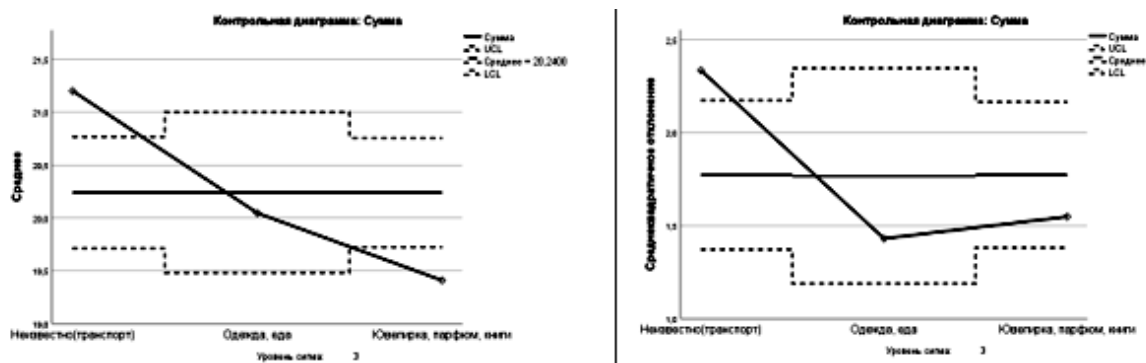 Контрольная диаграмма: Сумма
Сумма
UCL
Среднее = 20,2400
LCL
Среднее
21,5
21,0
20,5
20,0
19,5
19,0
Неизвестно(транспорт)
Одежда, еда
Ювелирка, парфюм, книги
Уровень сигма: 3
Контрольная диаграмма: Сумма
Сумма
UCL
Среднее
LCL
Среднеквадратичное отклонение
2,5
2,0
1,5
1,0
Неизвестно(транспорт)
Одежда, еда
Ювелирка, парфюм, книги
Уровень сигма: 3